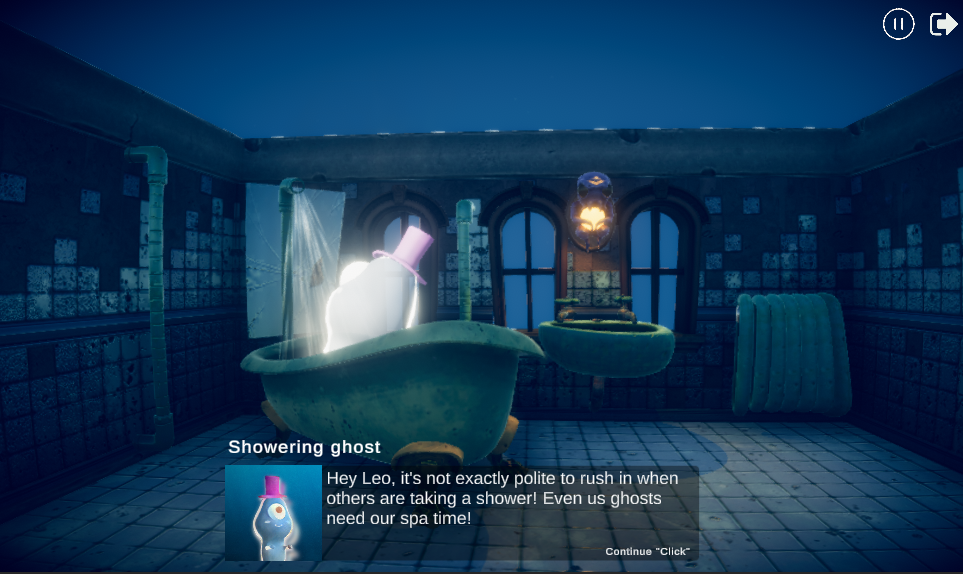 Showering ghost
Hey Leo, it's not exactly polite to rush in when
others are taking a shower! Even us ghosts
need our spa time!
Continue "Click"